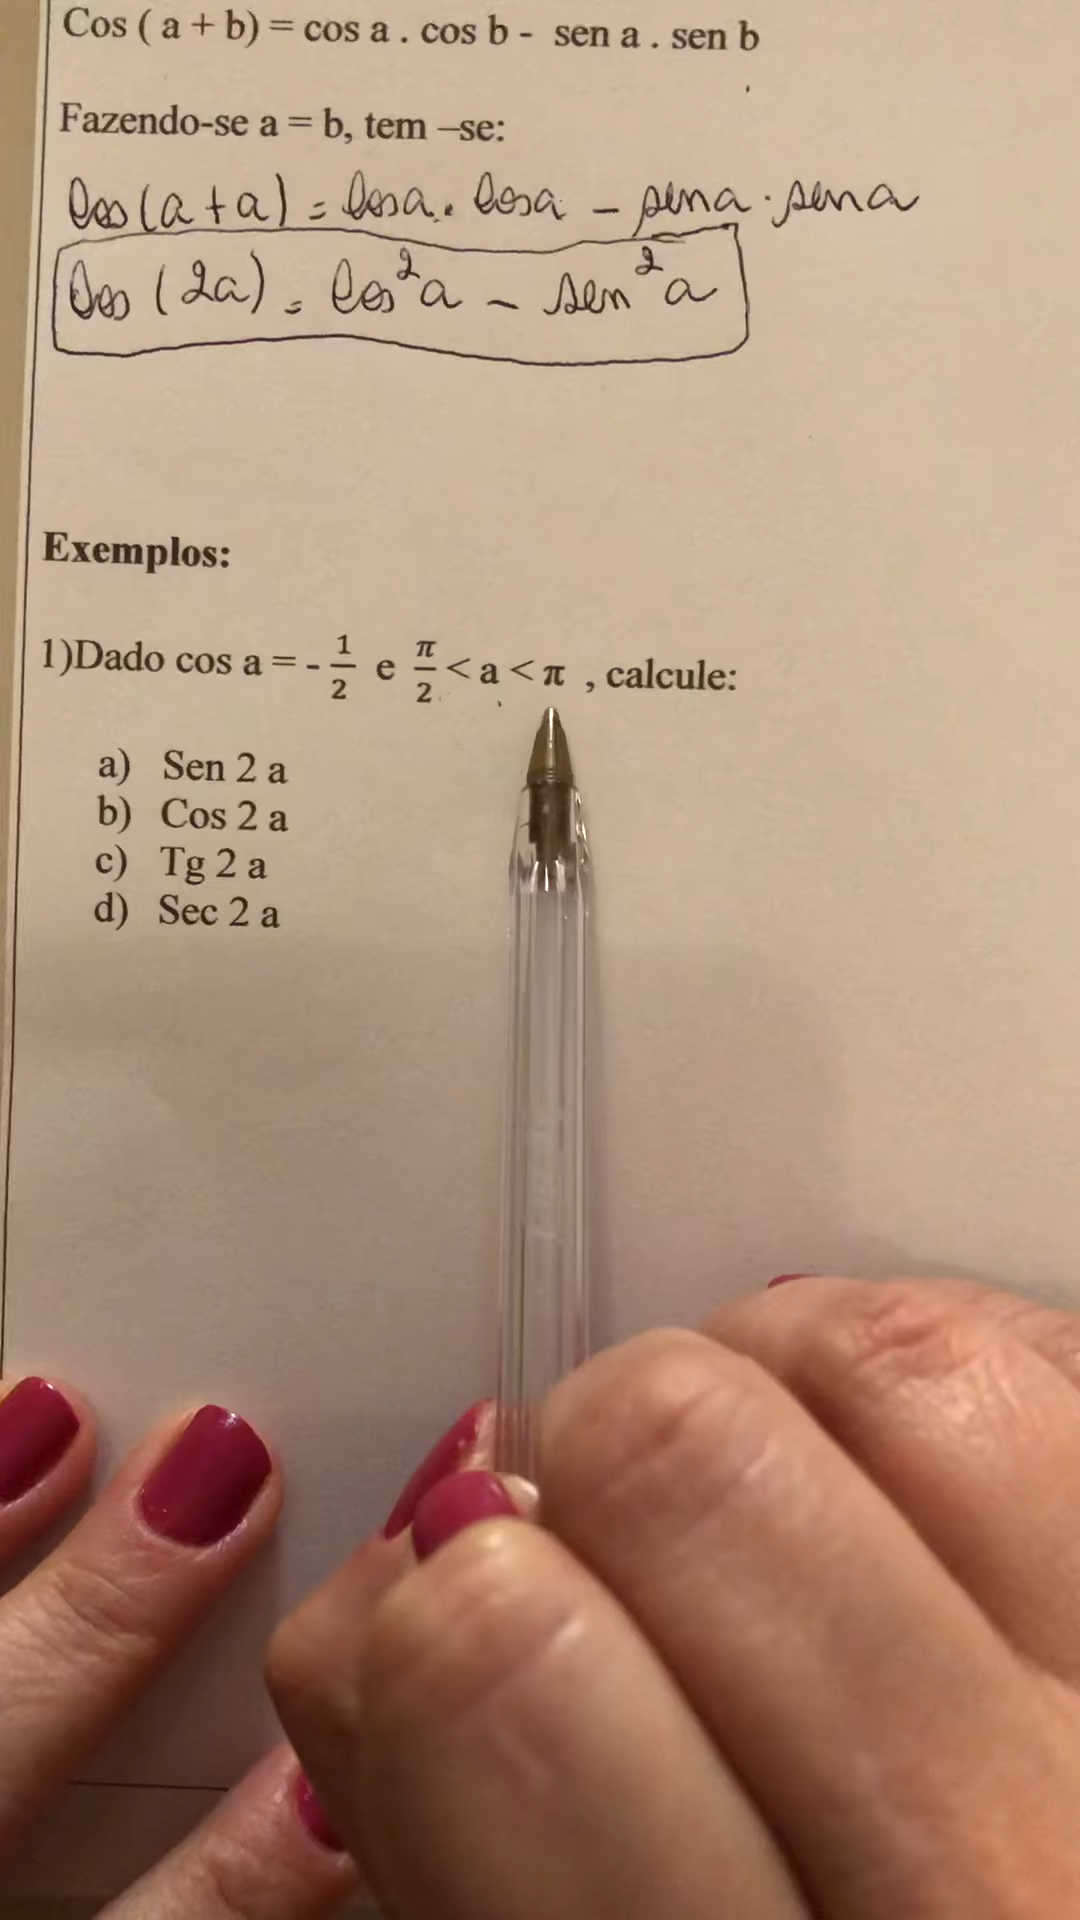 Cos ( a + b) = cos a . cos b - sen a . sen b
Fazendo-se a = b, tem –se:
Cos (a + a) = Cos a . Cos a - sen a . sen a
Cos (2a) = Cos² a - sen² a
Exemplos:
1)Dado cos a = - 1/2 e π/2 < a < π , calcule:
a) Sen 2 a
b) Cos 2 a
c) Tg 2 a
d) Sec 2 a